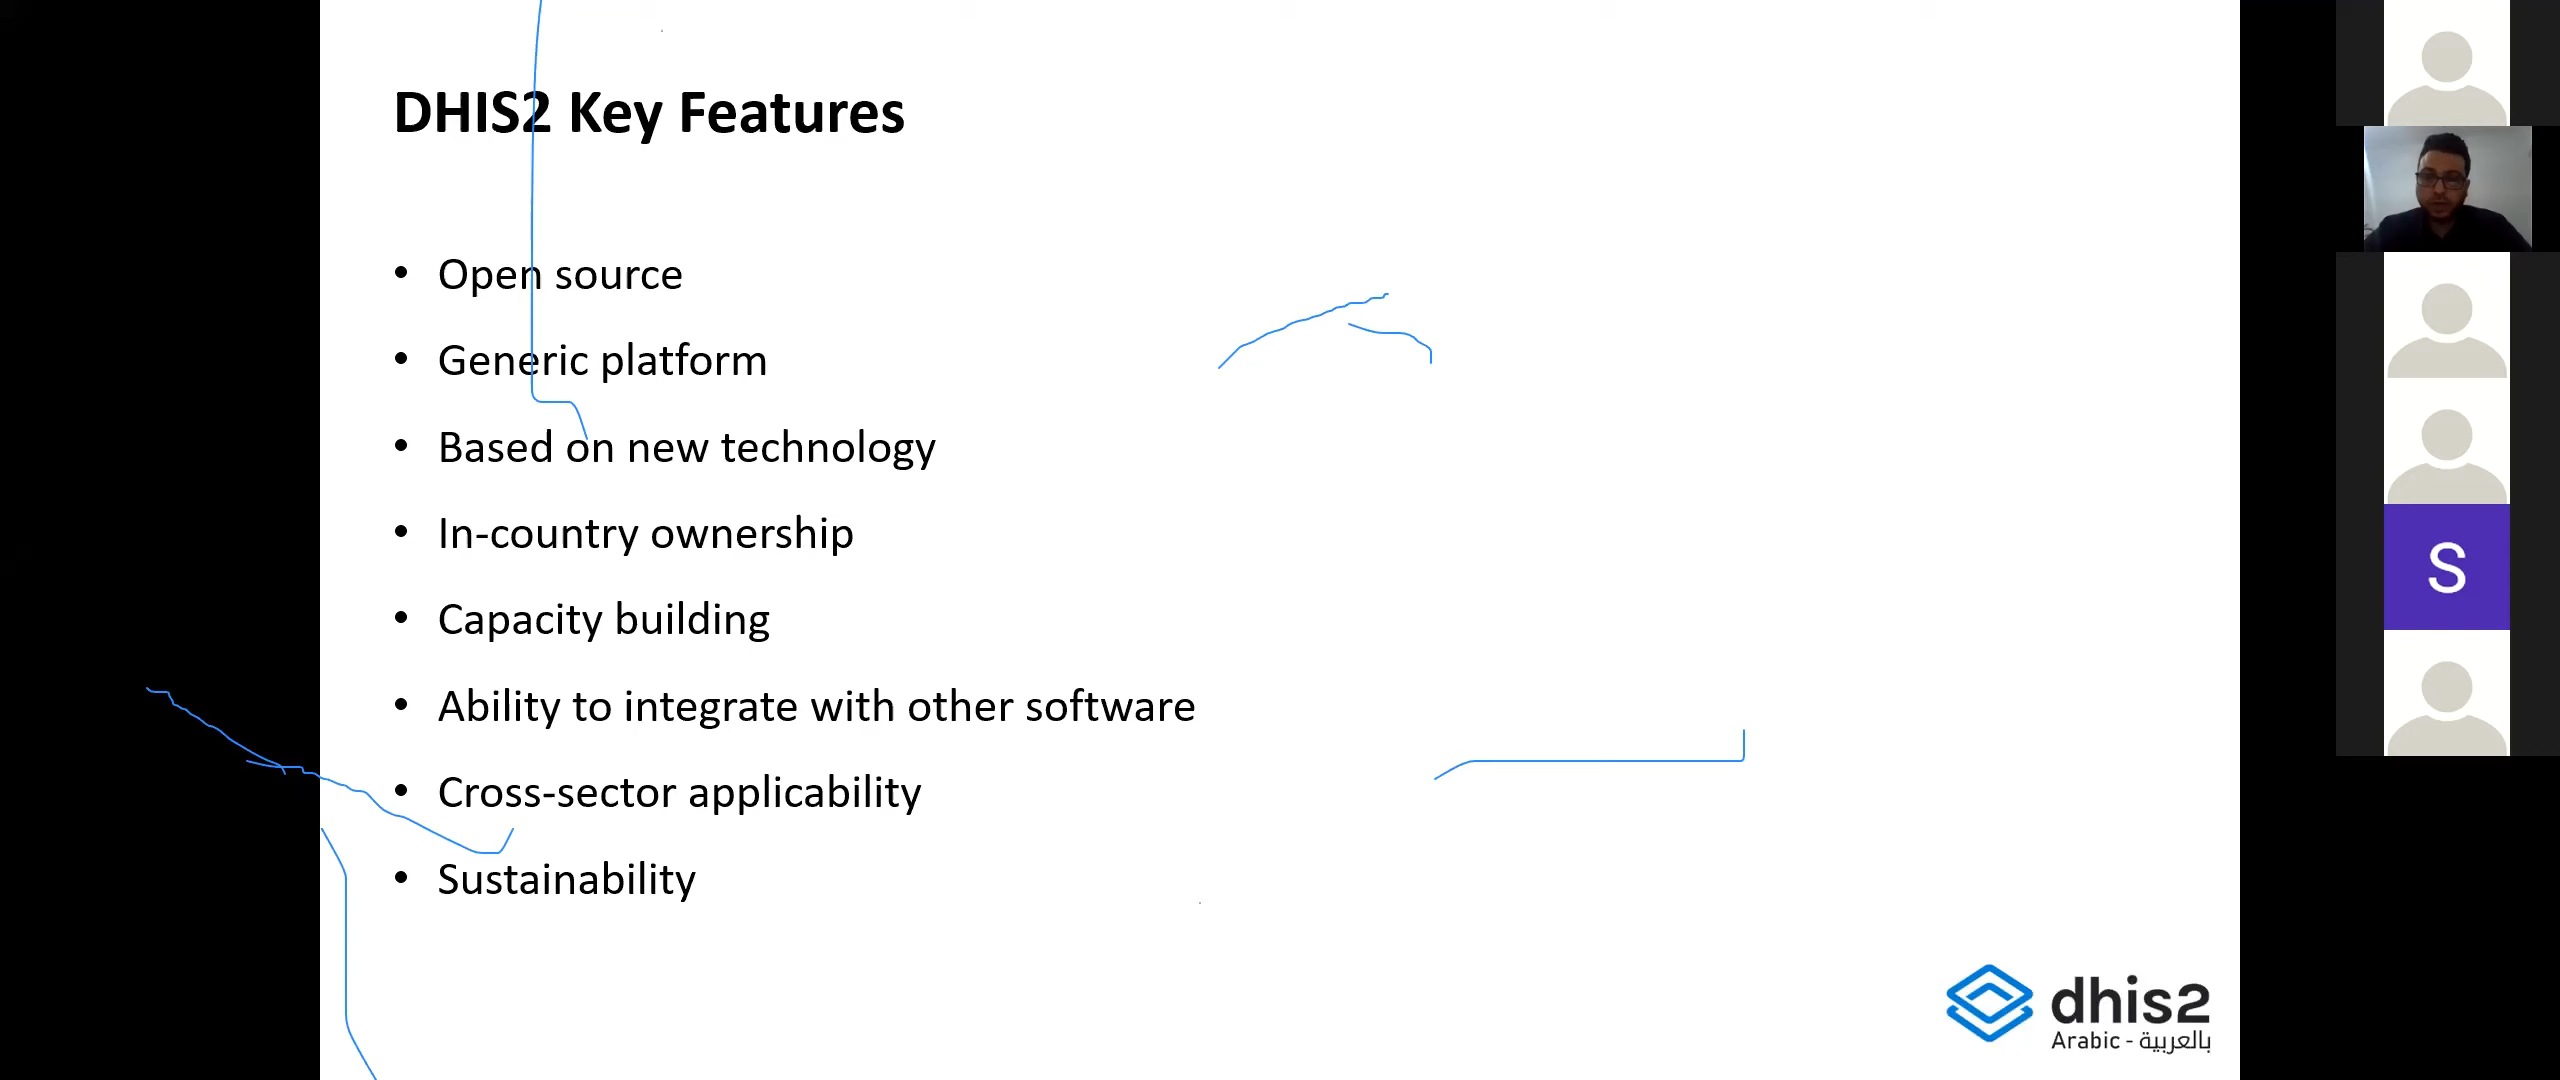 DHIS2 Key Features
• Open source
• Generic platform
• Based on new technology
• In-country ownership
• Capacity building
• Ability to integrate with other software
• Cross-sector applicability
• Sustainability
S
dhis2
Arabic - بالعربية